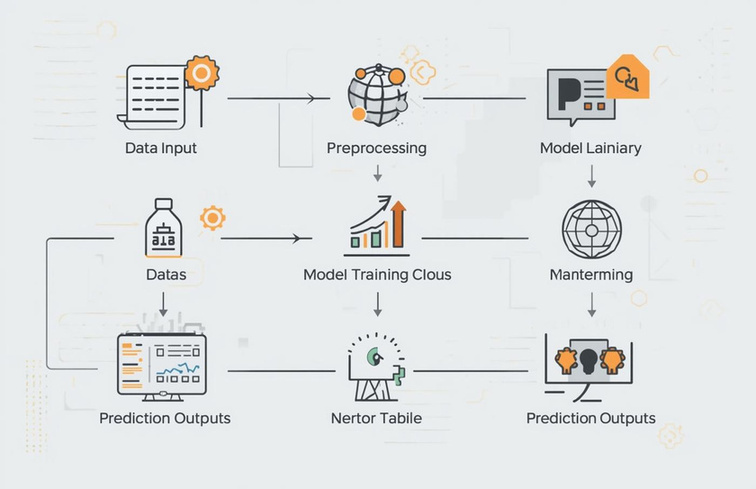 Data Input
Preprocessing
Model Lainiary
Datas
Model Training Clous
Manterming
Prediction Outputs
Nertor Tabile
Prediction Outputs